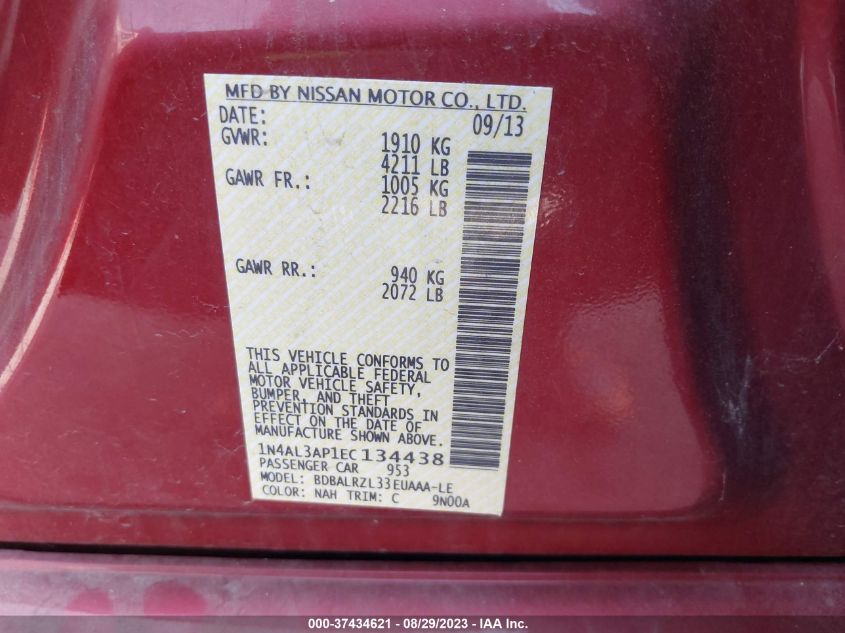 MFD BY NISSAN MOTOR CO., LTD.
DATE: 09/13
GVWR: 1910 KG
4211 LB
GAWR FR.: 1005 KG
2216 LB
GAWR RR.: 940 KG
2072 LB
THIS VEHICLE CONFORMS TO
ALL APPLICABLE FEDERAL
MOTOR VEHICLE SAFETY,
BUMPER, AND THEFT
PREVENTION STANDARDS IN
EFFECT ON THE DATE OF
MANUFACTURE SHOWN ABOVE.
1N4AL3AP1EC134438
PASSENGER CAR 953
MODEL: BDBALRZL33EUAAA-LE
COLOR: NAH TRIM: C 9N00A
000-37434621 - 08/29/2023 - IAA Inc.